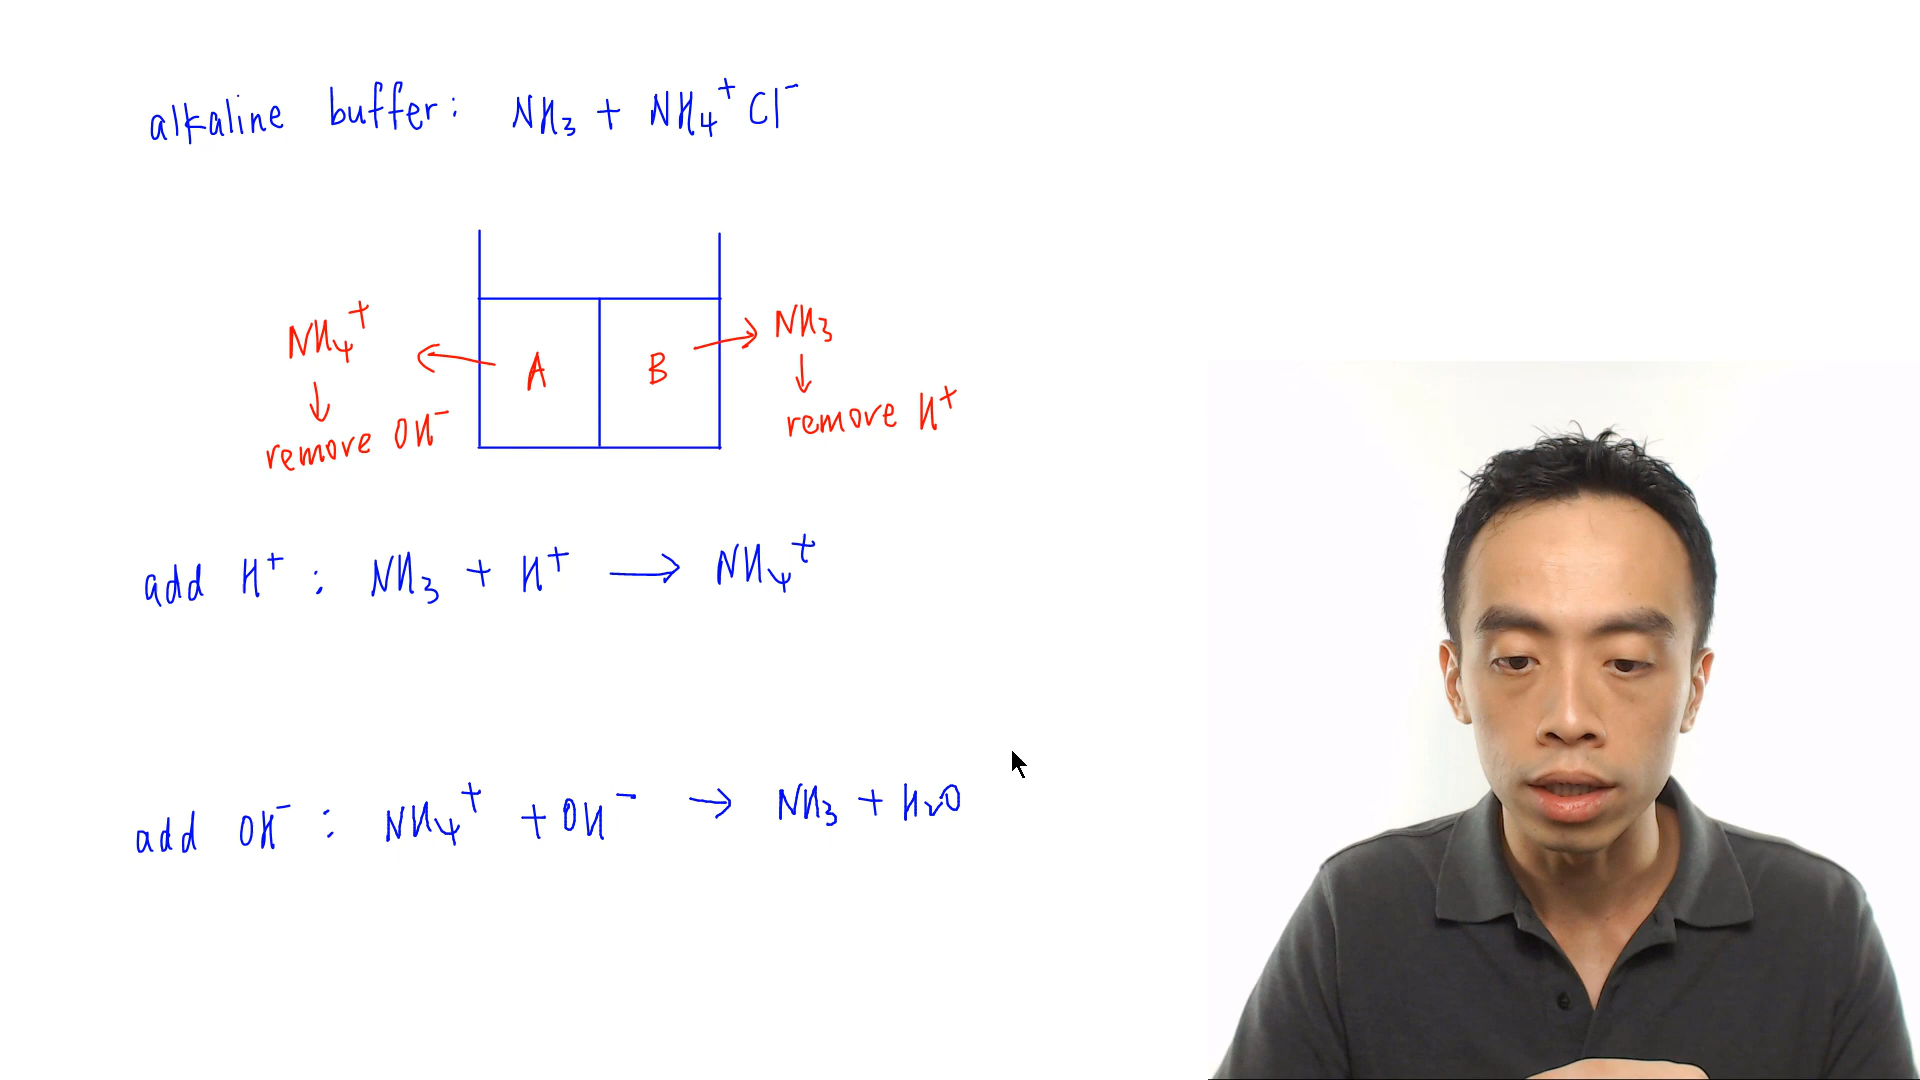 alkaline buffer: NH₃ + NH₄⁺Cl⁻
NH₄⁺
A
B
NH₃
remove OH⁻
remove H⁺
add H⁺ : NH₃ + H⁺ → NH₄⁺
add OH⁻ : NH₄⁺ + OH⁻ → NH₃ + H₂O